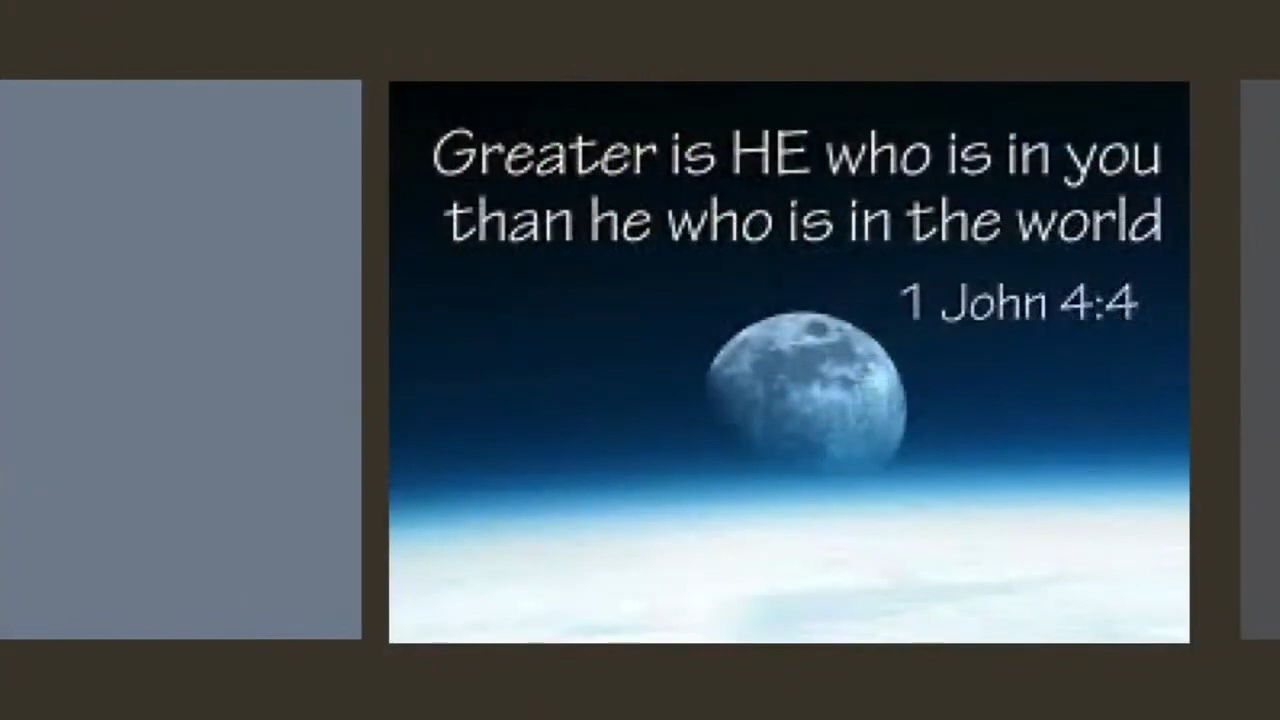 Greater is HE who is in you
than he who is in the world
1 John 4:4